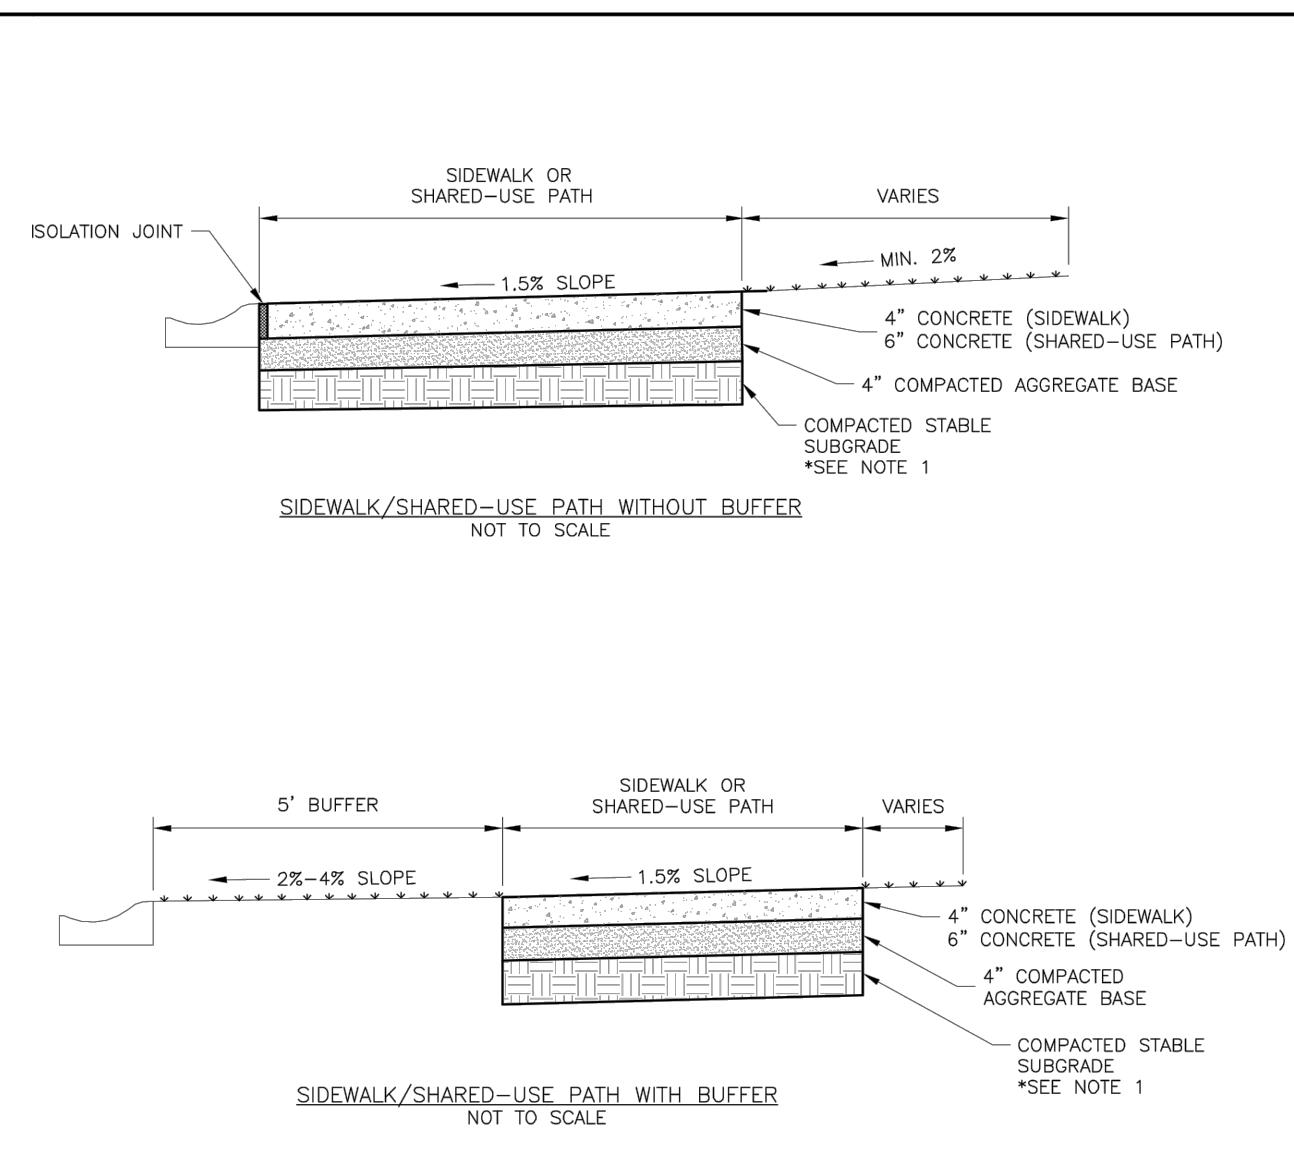 SIDEWALK OR
SHARED-USE PATH
VARIES
ISOLATION JOINT
MIN. 2%
1.5% SLOPE
4" CONCRETE (SIDEWALK)
6" CONCRETE (SHARED-USE PATH)
4" COMPACTED AGGREGATE BASE
COMPACTED STABLE
SUBGRADE
*SEE NOTE 1
SIDEWALK/SHARED-USE PATH WITHOUT BUFFER
NOT TO SCALE
5' BUFFER
SIDEWALK OR
SHARED-USE PATH
VARIES
2%-4% SLOPE
1.5% SLOPE
4" CONCRETE (SIDEWALK)
6" CONCRETE (SHARED-USE PATH)
4" COMPACTED
AGGREGATE BASE
COMPACTED STABLE
SUBGRADE
*SEE NOTE 1
SIDEWALK/SHARED-USE PATH WITH BUFFER
NOT TO SCALE